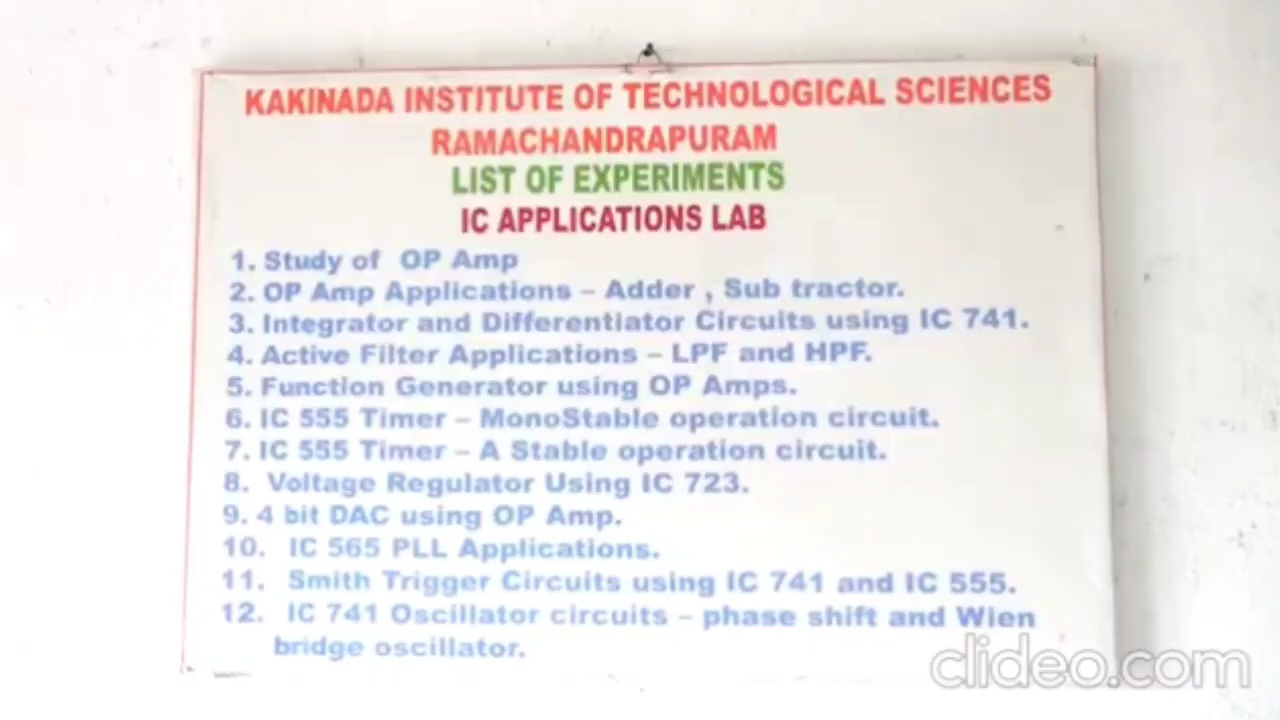 KAKINADA INSTITUTE OF TECHNOLOGICAL SCIENCES
RAMACHANDRAPURAM
LIST OF EXPERIMENTS
IC APPLICATIONS LAB
1. Study of OP Amp
2. OP Amp Applications – Adder , Sub tractor.
3. Integrator and Differentiator Circuits using IC 741.
4. Active Filter Applications – LPF and HPF.
5. Function Generator using OP Amps.
6. IC 555 Timer – MonoStable operation circuit.
7. IC 555 Timer – A Stable operation circuit.
8. Voltage Regulator Using IC 723.
9. 4 bit DAC using OP Amp.
10. IC 565 PLL Applications.
11. Smith Trigger Circuits using IC 741 and IC 555.
12. IC 741 Oscillator circuits – phase shift and Wien
bridge oscillator.
clideo.com